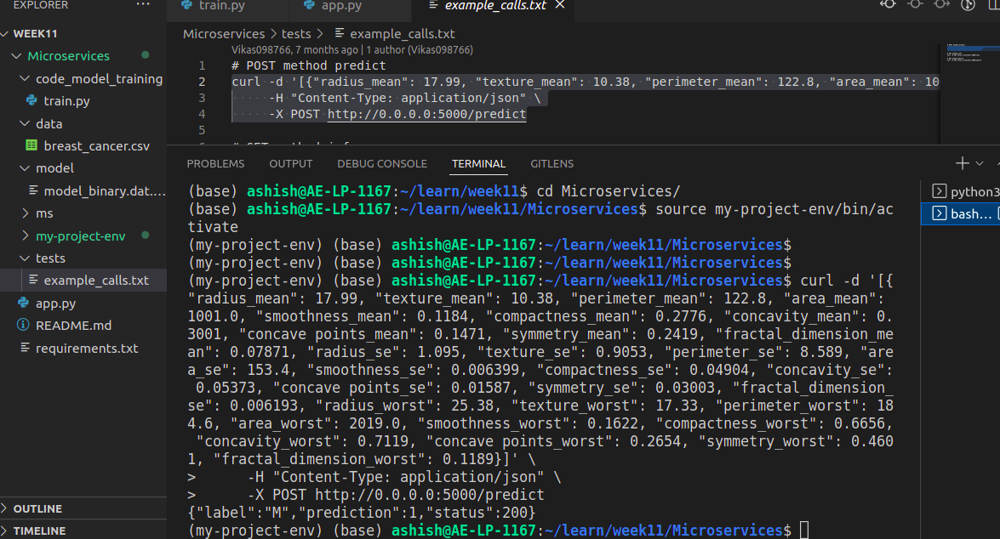 EXPLORER
···
train.py
app.py
example_calls.txt
WEEK11
Microservices
code_model_training
train.py
data
breast_cancer.csv
model
model_binary.dat....
ms
my-project-env
tests
example_calls.txt
app.py
README.md
requirements.txt
OUTLINE
TIMELINE
Microservices > tests > example_calls.txt
Vikas098766, 7 months ago | 1 author (Vikas098766)
1 # POST method predict
2 curl -d '[{"radius_mean": 17.99, "texture_mean": 10.38, "perimeter_mean": 122.8, "area_mean": 10
3 -H "Content-Type: application/json" \
4 -X POST http://0.0.0.0:5000/predict
5
PROBLEMS OUTPUT DEBUG CONSOLE TERMINAL GITLENS
(base) ashish@AE-LP-1167:~/learn/week11$ cd Microservices/
(base) ashish@AE-LP-1167:~/learn/week11/Microservices$ source my-project-env/bin/ac
tivate
(my-project-env) (base) ashish@AE-LP-1167:~/learn/week11/Microservices$
(my-project-env) (base) ashish@AE-LP-1167:~/learn/week11/Microservices$
(my-project-env) (base) ashish@AE-LP-1167:~/learn/week11/Microservices$ curl -d '[{
"radius_mean": 17.99, "texture_mean": 10.38, "perimeter_mean": 122.8, "area_mean":
1001.0, "smoothness_mean": 0.1184, "compactness_mean": 0.2776, "concavity_mean": 0.
3001, "concave points_mean": 0.1471, "symmetry_mean": 0.2419, "fractal_dimension_me
an": 0.07871, "radius_se": 1.095, "texture_se": 0.9053, "perimeter_se": 8.589, "are
a_se": 153.4, "smoothness_se": 0.006399, "compactness_se": 0.04904, "concavity_se":
0.05373, "concave points_se": 0.01587, "symmetry_se": 0.03003, "fractal_dimension_
se": 0.006193, "radius_worst": 25.38, "texture_worst": 17.33, "perimeter_worst": 18
4.6, "area_worst": 2019.0, "smoothness_worst": 0.1622, "compactness_worst": 0.6656,
"concavity_worst": 0.7119, "concave points_worst": 0.2654, "symmetry_worst": 0.460
1, "fractal_dimension_worst": 0.1189}]' \
> -H "Content-Type: application/json" \
> -X POST http://0.0.0.0:5000/predict
{"label":"M","prediction":1,"status":200}
(my-project-env) (base) ashish@AE-LP-1167:~/learn/week11/Microservices$
python3
bash...